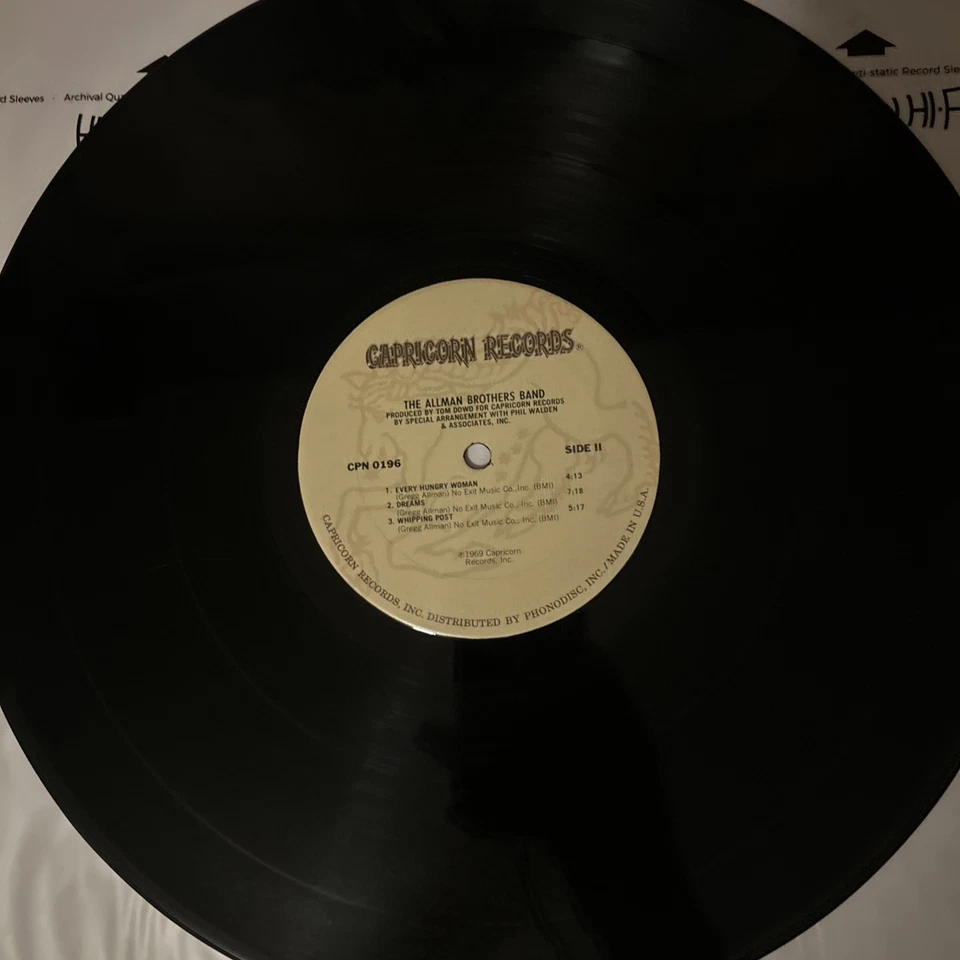 d Sleeves · Archival Qu
ti-static Record Sle
HI-F
CAPRICORN RECORDS®
THE ALLMAN BROTHERS BAND
PRODUCED BY TOM DOWD FOR CAPRICORN RECORDS
BY SPECIAL ARRANGEMENT WITH PHIL WALDEN
& ASSOCIATES, INC.
CPN 0196
SIDE II
1. EVERY HUNGRY WOMAN 4:13
(Gregg Allman) No Exit Music Co., Inc. (BMI)
2. DREAMS 7:18
(Gregg Allman) No Exit Music Co., Inc. (BMI)
3. WHIPPING POST 5:17
(Gregg Allman) No Exit Music Co., Inc. (BMI)
℗1969 Capricorn
Records, Inc.
CAPRICORN RECORDS, INC. DISTRIBUTED BY PHONODISC, INC. / MADE IN U.S.A.